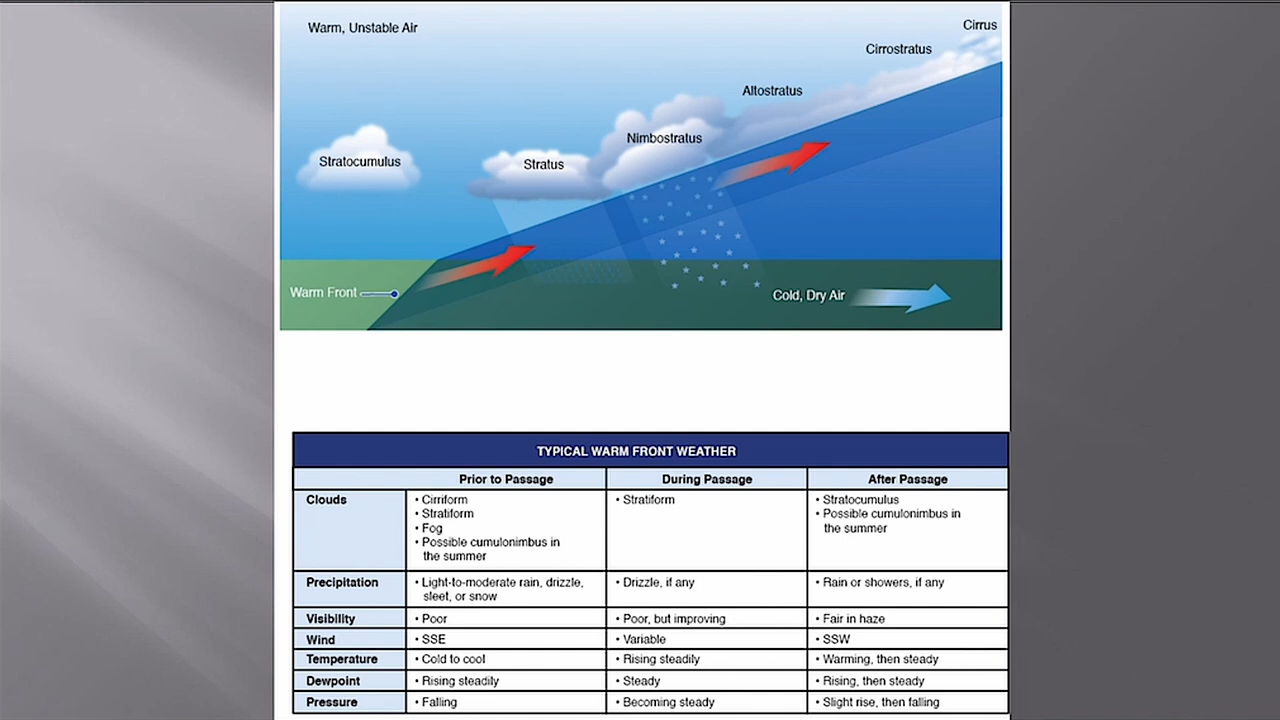 Warm, Unstable Air
Cirrus
Cirrostratus
Altostratus
Nimbostratus
Stratocumulus
Stratus
Warm Front
Cold, Dry Air
TYPICAL WARM FRONT WEATHER
Prior to Passage During Passage After Passage
Clouds
• Cirriform
• Stratiform
• Fog
• Possible cumulonimbus in
the summer
• Stratiform
• Stratocumulus
• Possible cumulonimbus in
the summer
Precipitation
• Light-to-moderate rain, drizzle,
sleet, or snow
• Drizzle, if any
• Rain or showers, if any
Visibility • Poor • Poor, but improving • Fair in haze
Wind • SSE • Variable • SSW
Temperature • Cold to cool • Rising steadily • Warming, then steady
Dewpoint • Rising steadily • Steady • Rising, then steady
Pressure • Falling • Becoming steady • Slight rise, then falling